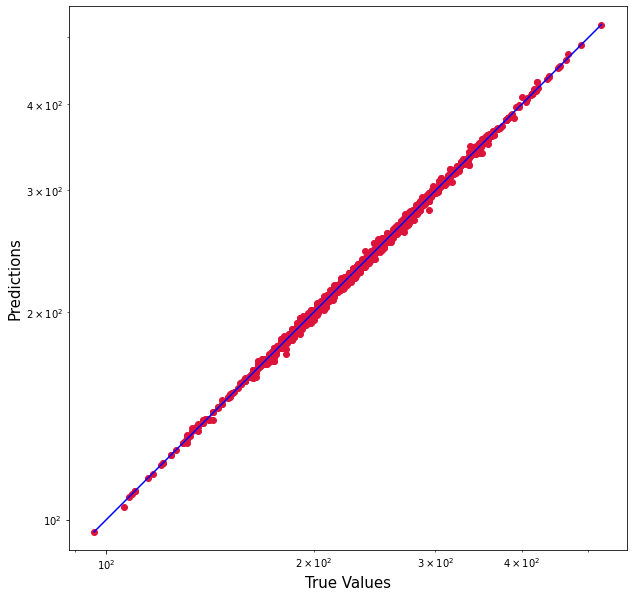 4 × 10²
3 × 10²
2 × 10²
10²
Predictions
10²
2 × 10²
3 × 10²
4 × 10²
True Values